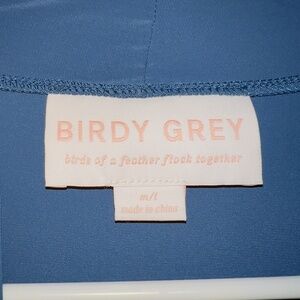 BIRDY GREY
birds of a feather flock together
m/l
made in china